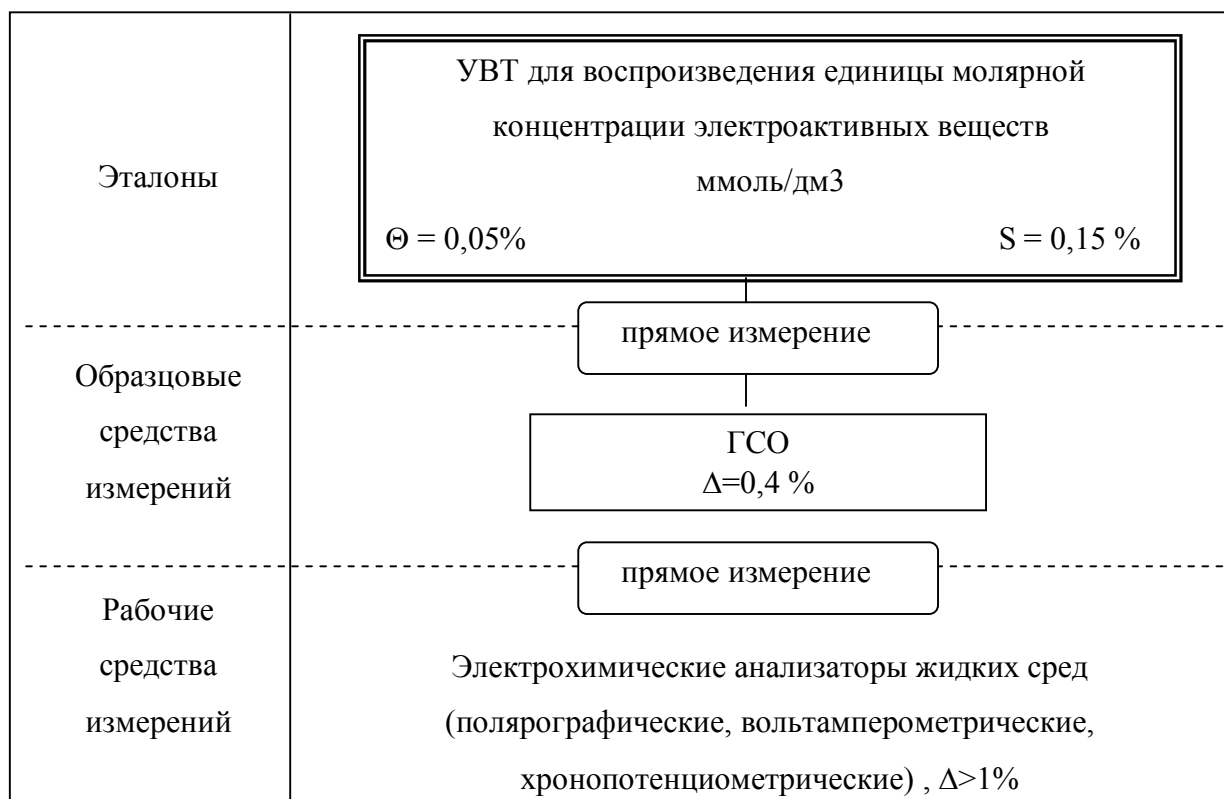 Эталоны
УВТ для воспроизведения единицы молярной
концентрации электроактивных веществ
ммоль/дм3
Θ = 0,05% S = 0,15 %
прямое измерение
Образцовые
средства
измерений
ГСО
Δ=0,4 %
прямое измерение
Рабочие
средства
измерений
Электрохимические анализаторы жидких сред
(полярографические, вольтамперометрические,
хронопотенциометрические) , Δ>1%